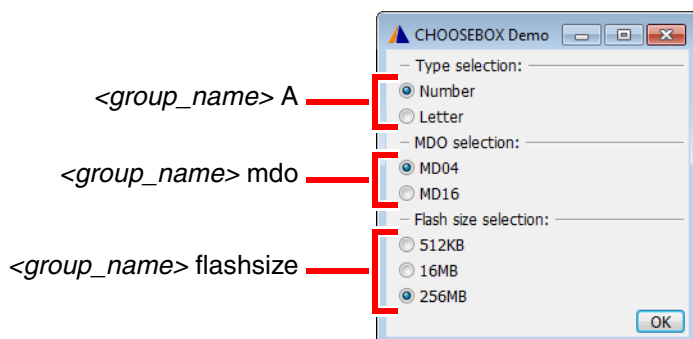 CHOOSEBOX Demo
Type selection:
<group_name> A
Number
Letter
MDO selection:
<group_name> mdo
MD04
MD16
Flash size selection:
<group_name> flashsize
512KB
16MB
256MB
OK